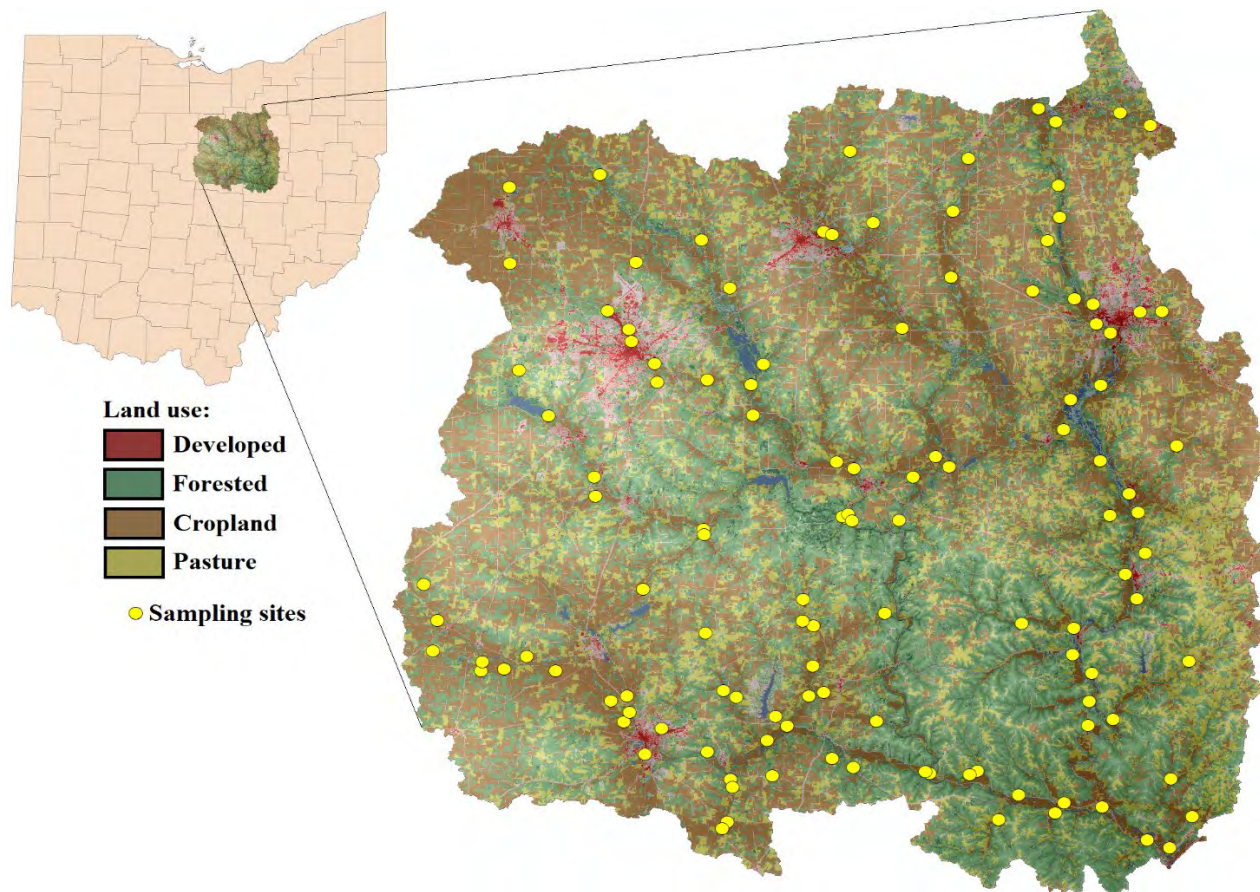 Land use:
Developed
Forested
Cropland
Pasture
Sampling sites